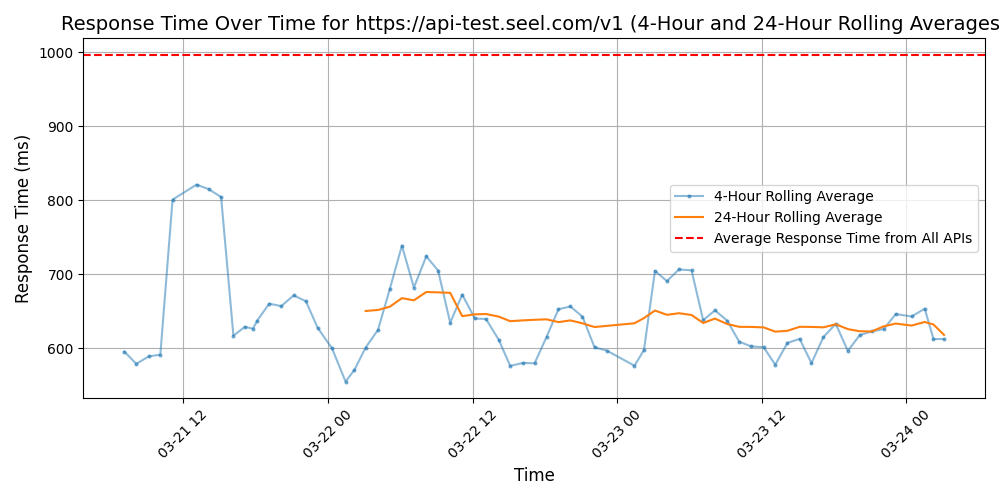 Response Time Over Time for https://api-test.seel.com/v1 (4-Hour and 24-Hour Rolling Averages
Response Time (ms)
1000
900
800
700
600
4-Hour Rolling Average
24-Hour Rolling Average
Average Response Time from All APIs
03-21 12
03-22 00
03-22 12
03-23 00
03-23 12
03-24 00
Time